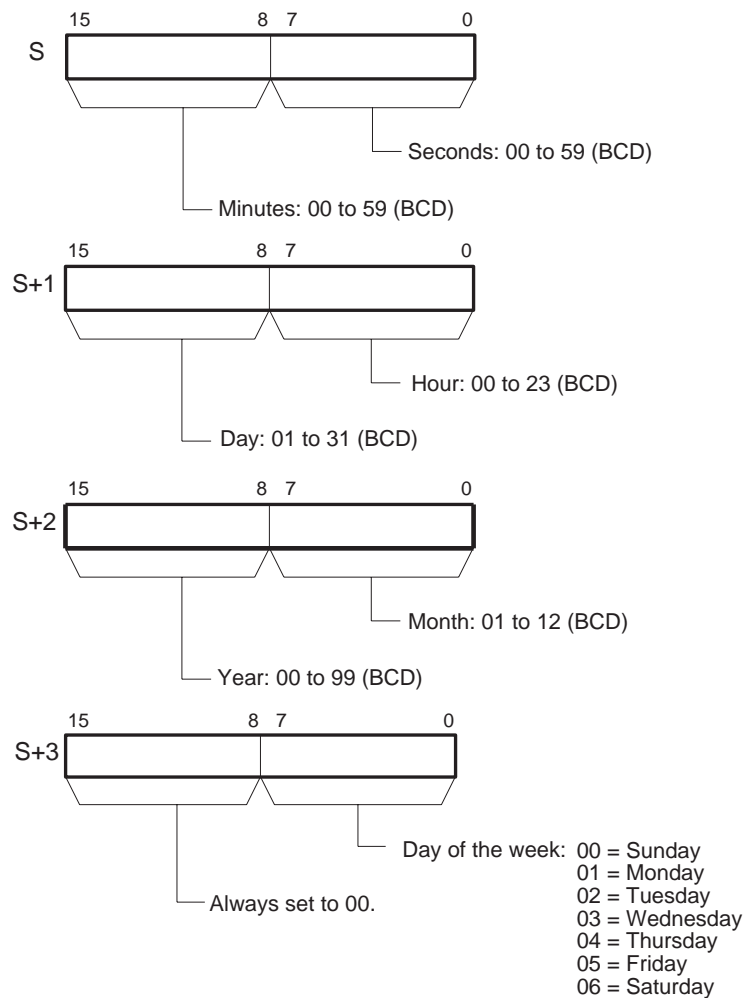 15 8 7 0
S
Seconds: 00 to 59 (BCD)
Minutes: 00 to 59 (BCD)
15 8 7 0
S+1
Hour: 00 to 23 (BCD)
Day: 01 to 31 (BCD)
15 8 7 0
S+2
Month: 01 to 12 (BCD)
Year: 00 to 99 (BCD)
15 8 7 0
S+3
Day of the week: 00 = Sunday
01 = Monday
02 = Tuesday
03 = Wednesday
Always set to 00.
04 = Thursday
05 = Friday
06 = Saturday